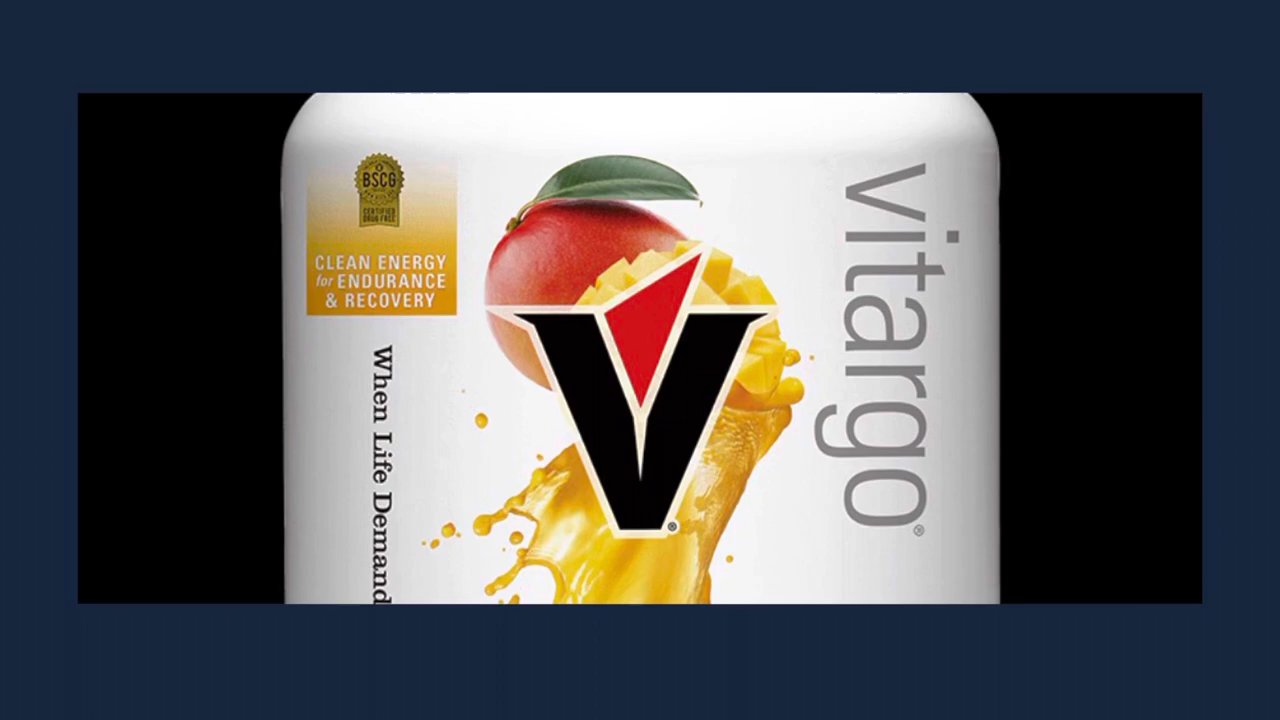 BSCG
CERTIFIED
DRUG FREE
CLEAN ENERGY
for ENDURANCE
& RECOVERY
When Life Demand
V®
vitargo®